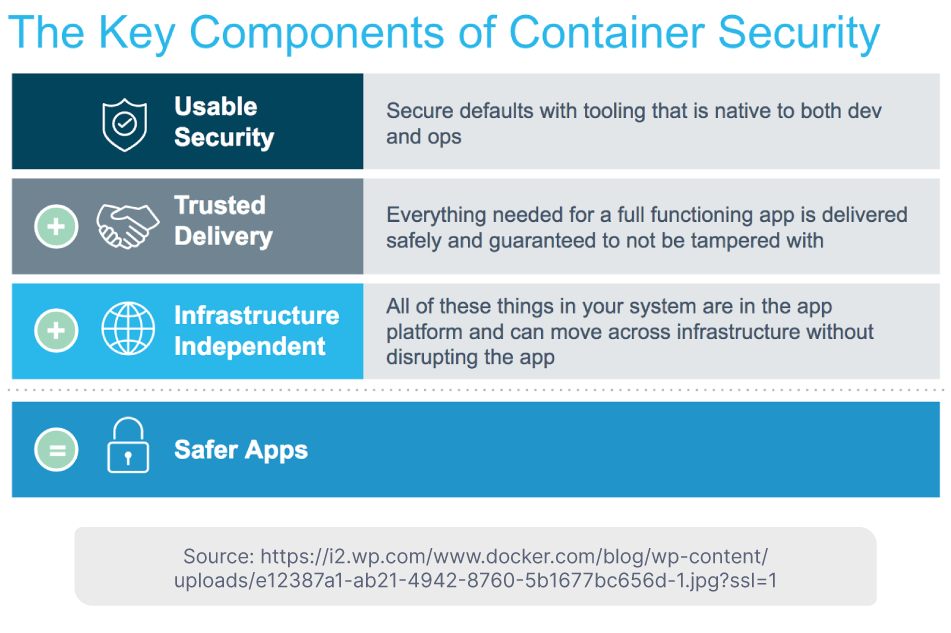 The Key Components of Container Security
Usable
Security
Secure defaults with tooling that is native to both dev
and ops
+
Trusted
Delivery
Everything needed for a full functioning app is delivered
safely and guaranteed to not be tampered with
+
Infrastructure
Independent
All of these things in your system are in the app
platform and can move across infrastructure without
disrupting the app
=
Safer Apps
Source: https://i2.wp.com/www.docker.com/blog/wp-content/
uploads/e12387a1-ab21-4942-8760-5b1677bc656d-1.jpg?ssl=1